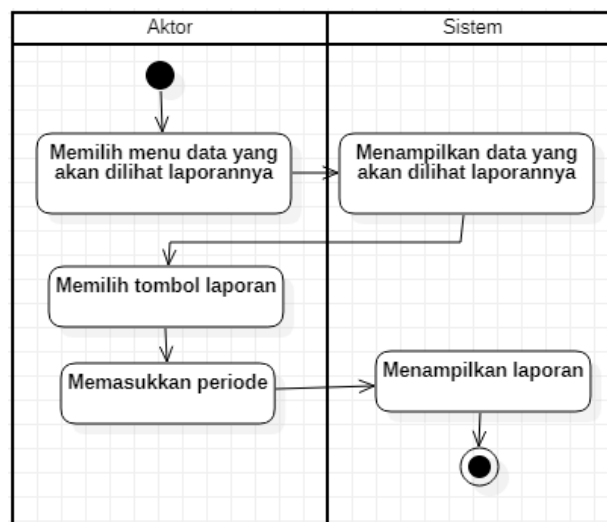 Aktor
Sistem
Memilih menu data yang
akan dilihat laporannya
Menampilkan data yang
akan dilihat laporannya
Memilih tombol laporan
Memasukkan periode
Menampilkan laporan